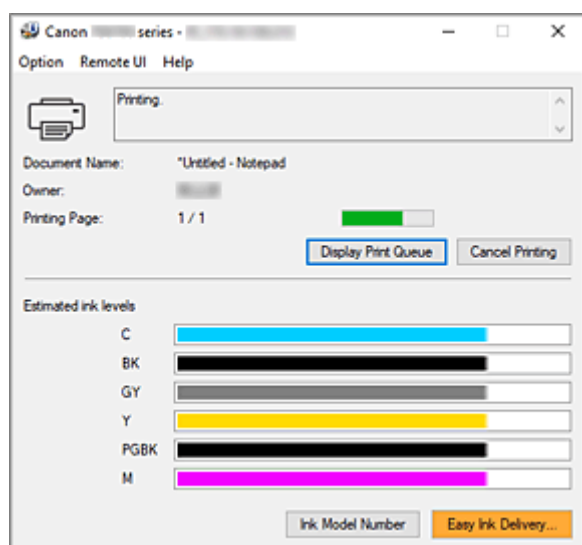 Canon series -
Option Remote UI Help
Printing.
Document Name: "Untitled - Notepad
Owner:
Printing Page: 1 / 1
Display Print Queue Cancel Printing
Estimated ink levels
C
BK
GY
Y
PGBK
M
Ink Model Number Easy Ink Delivery...